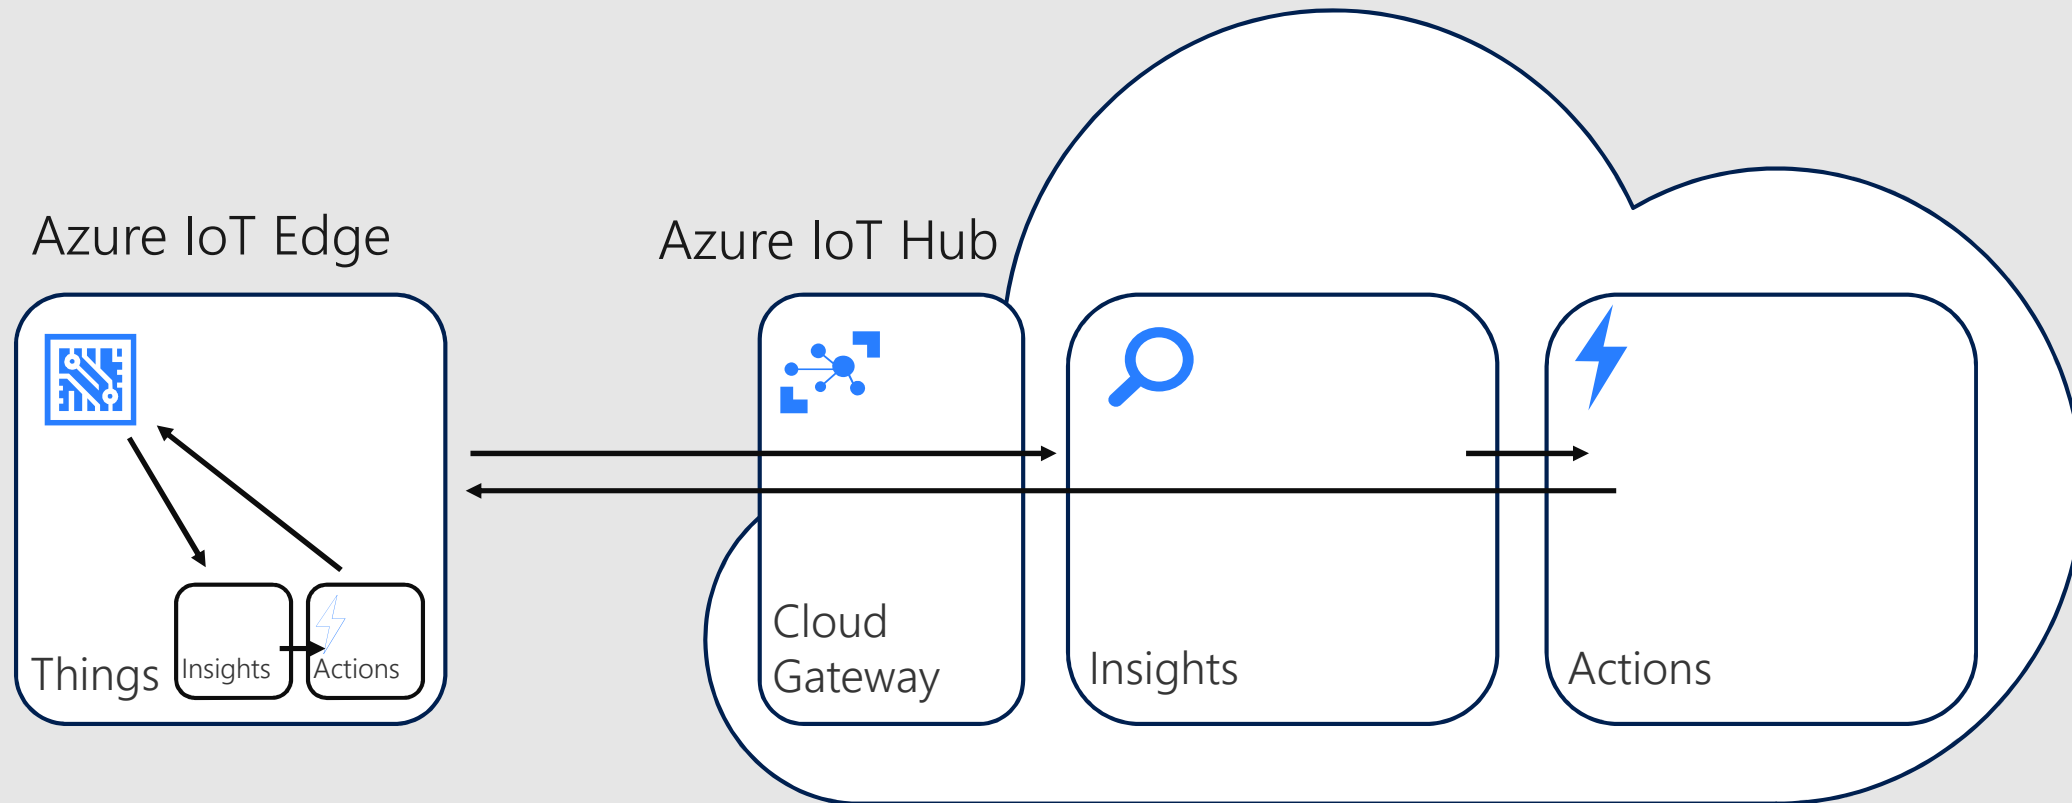 Azure IoT Edge
Azure IoT Hub
Things
Insights
Actions
Cloud
Gateway
Insights
Actions